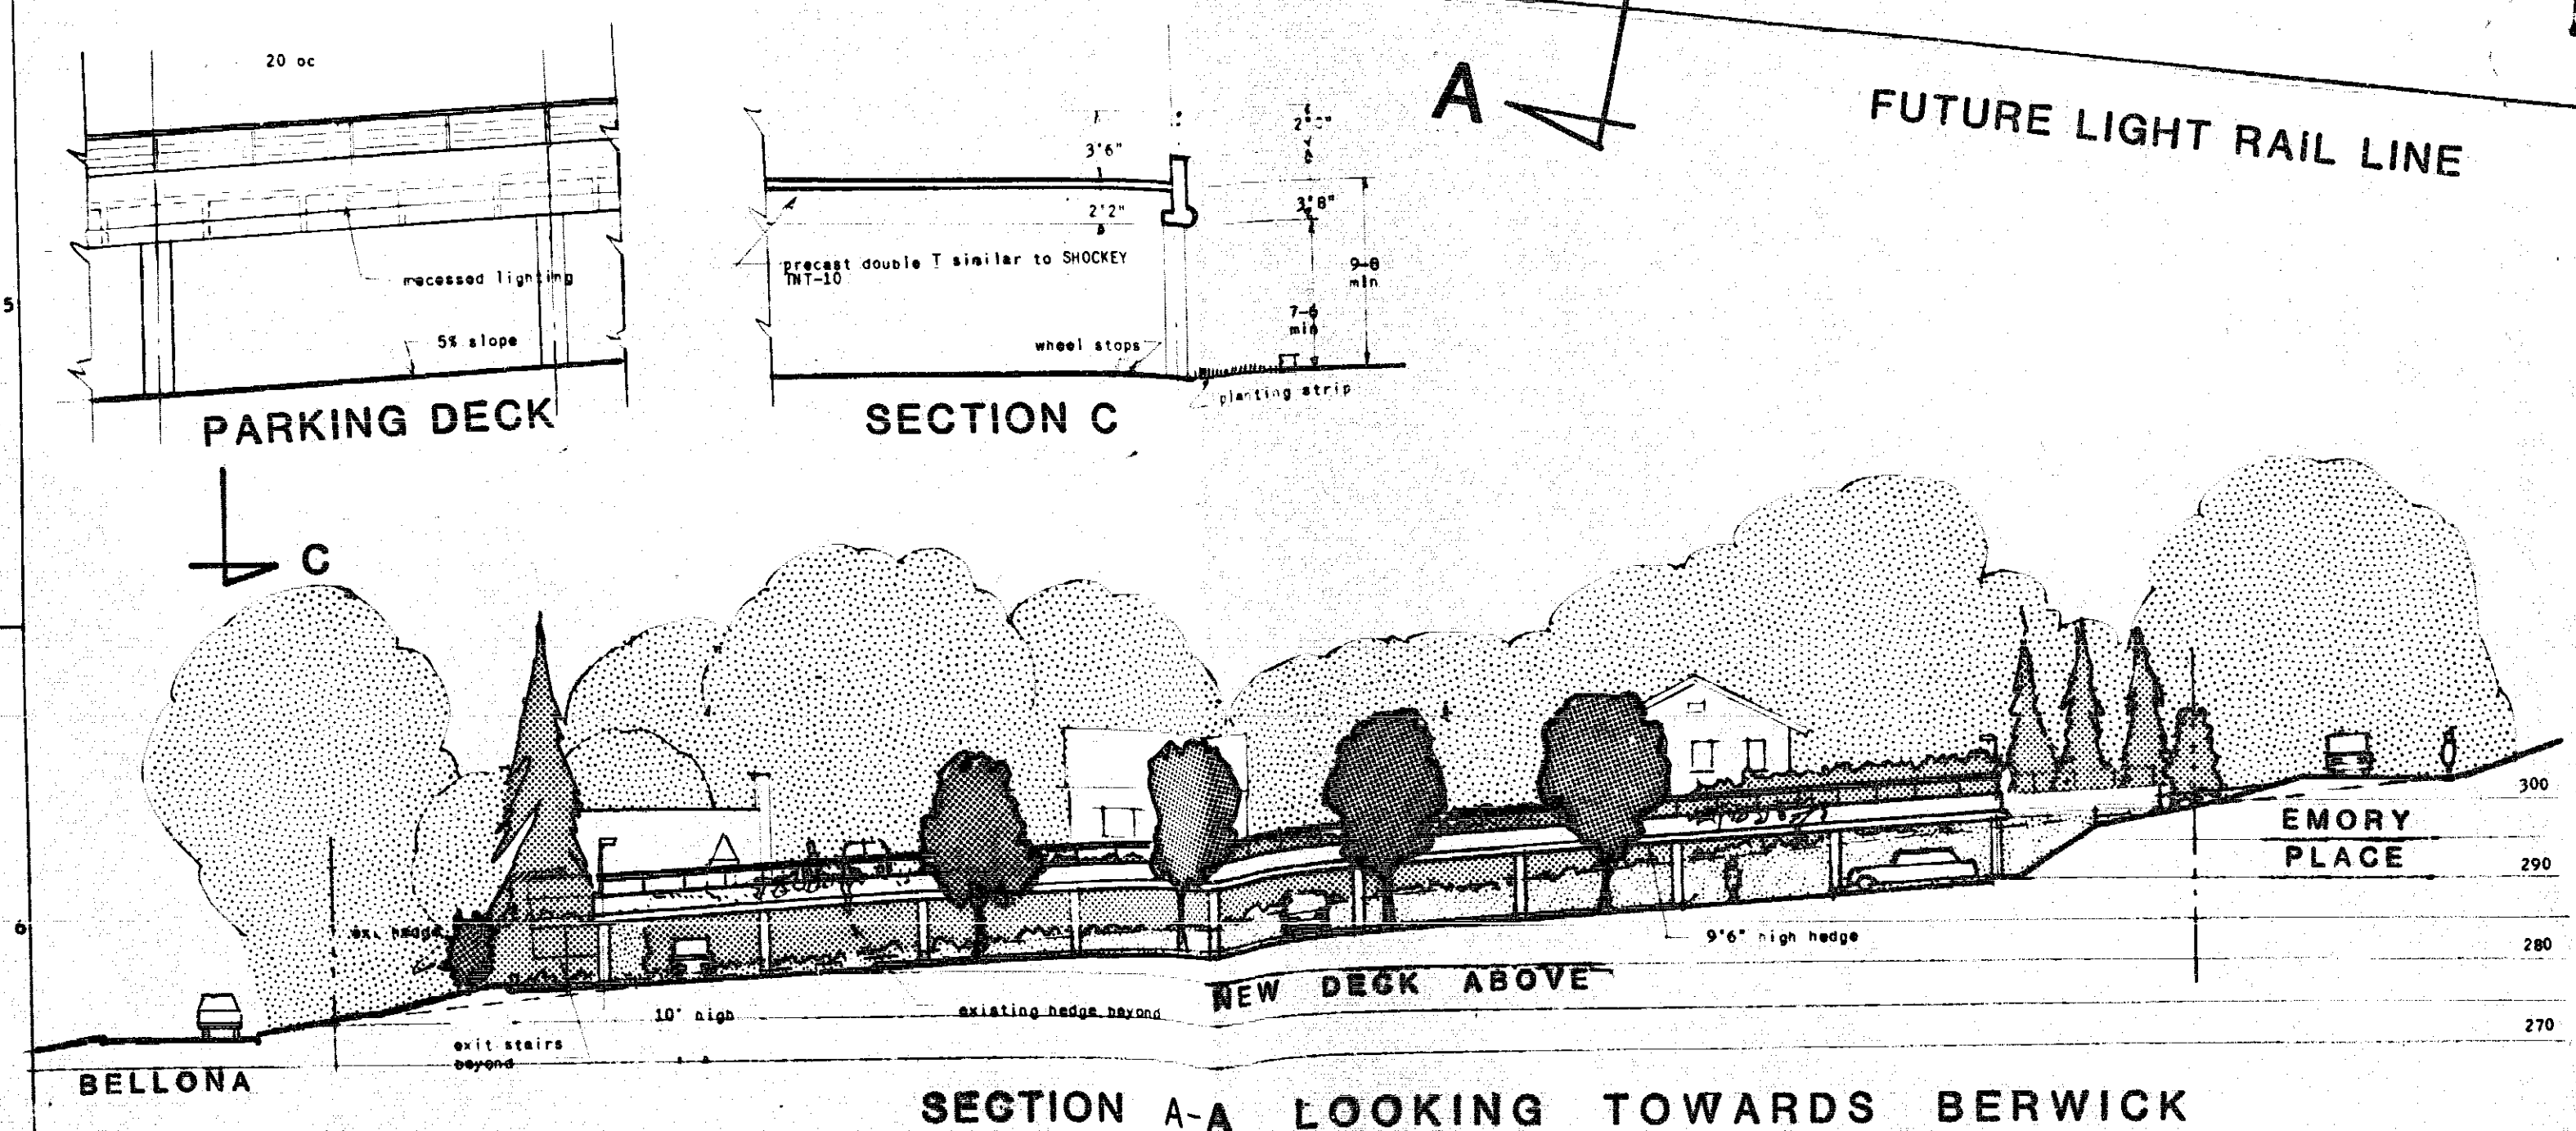 20 oc
recessed lighting
5% slope
PARKING DECK
3'6"
2'2"
precast double T similar to SHOCKEY
TNT-10
wheel stops
3'8"
9-8
min
7-6
min
planting strip
SECTION C
A
FUTURE LIGHT RAIL LINE
5
C
6
ex. hedge
10' high
existing hedge beyond
exit stairs
beyond
NEW DECK ABOVE
9'6" high hedge
300
290
280
270
EMORY
PLACE
BELLONA
SECTION A-A LOOKING TOWARDS BERWICK